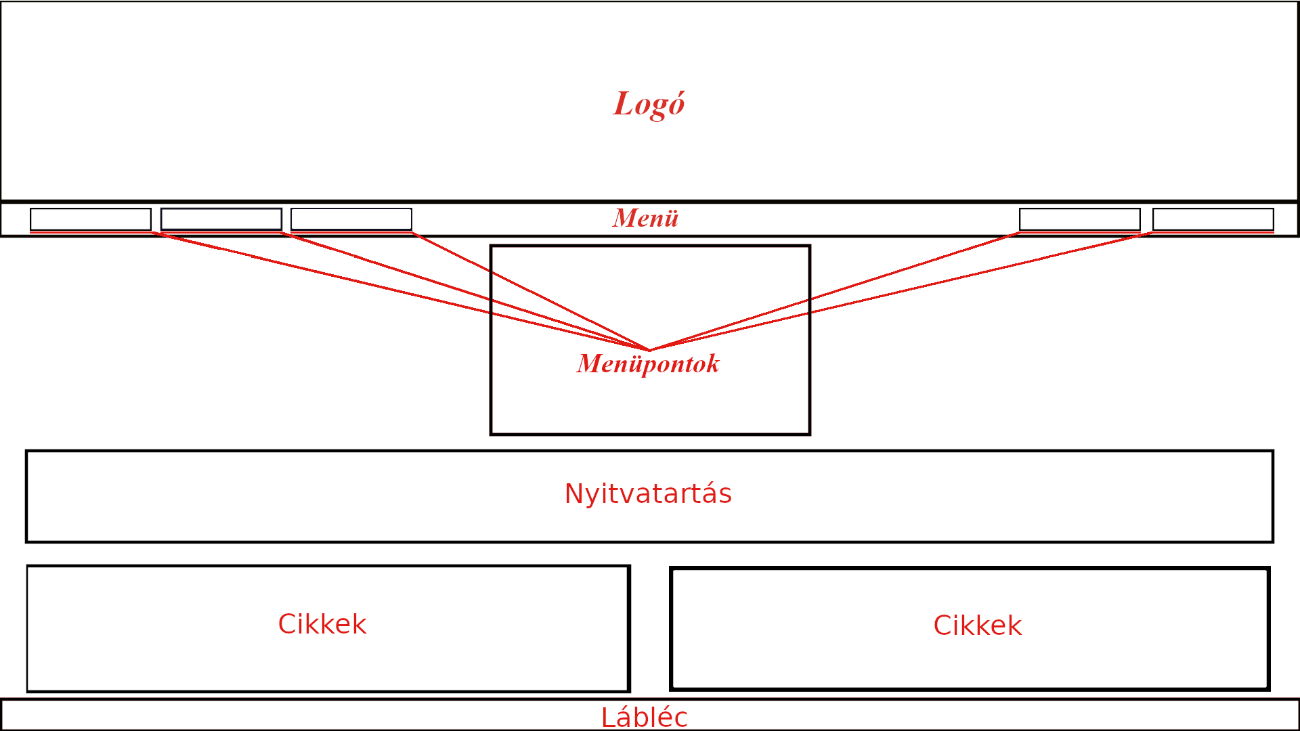 Logó
Menü
Menüpontok
Nyitvatartás
Cikkek
Cikkek
Lábléc